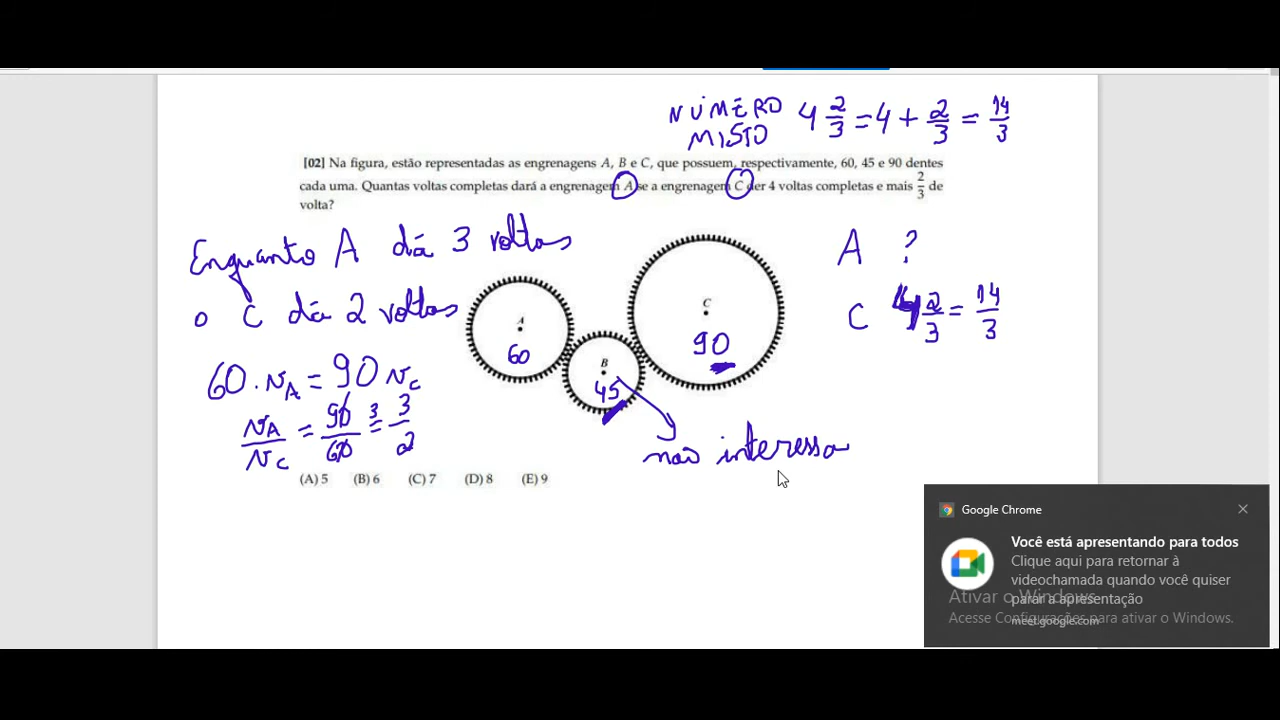 NÚMERO MISTO 4 2/3 = 4 + 2/3 = 14/3
[02] Na figura, estão representadas as engrenagens A, B e C, que possuem, respectivamente, 60, 45 e 90 dentes
cada uma. Quantas voltas completas dará a engrenagem A se a engrenagem C der 4 voltas completas e mais 2/3 de
volta?
Enquanto A dá 3 voltas
o C dá 2 voltas
60 . NA = 90 NC
NA/NC = 90/60 = 3/2
A
60
B
45
C
90
não interessa
A ?
C 4 2/3 = 14/3
(A) 5 (B) 6 (C) 7 (D) 8 (E) 9
Google Chrome
Você está apresentando para todos
Clique aqui para retornar à
videochamada quando você quiser
parar a apresentação
meet.google.com
Ativar o Windows
Acesse Configurações para ativar o Windows.